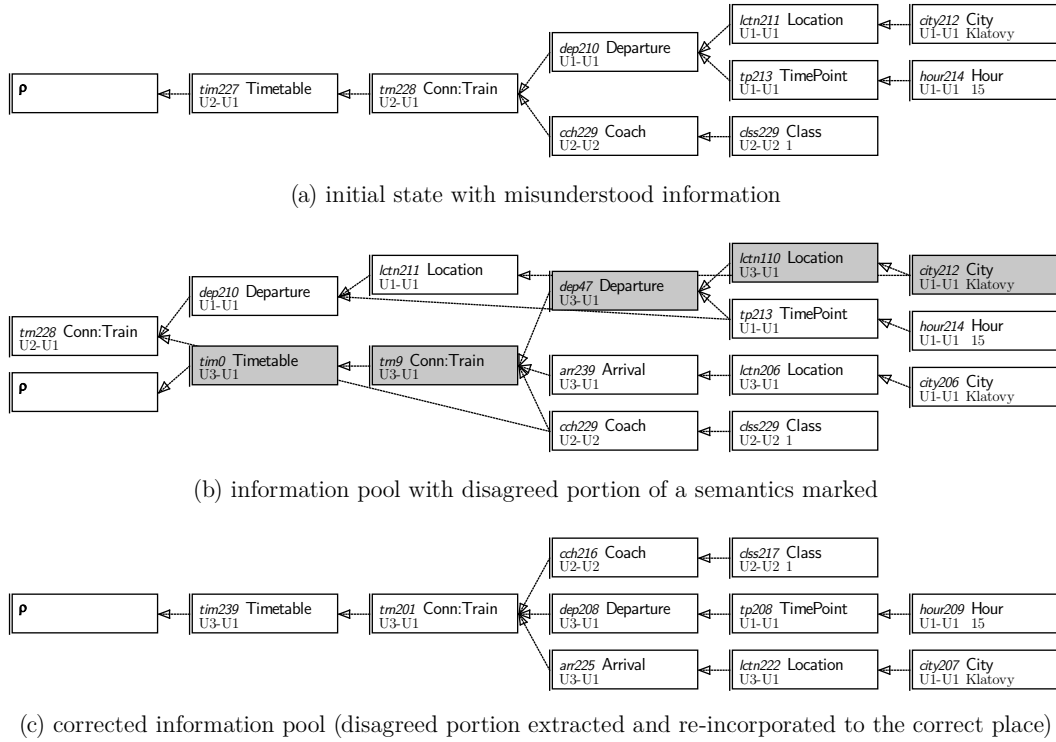 lctn211 Location
U1-U1
city212 City
U1-U1 Klatovy
dep210 Departure
U1-U1
ρ
tim227 Timetable
U2-U1
trn228 Conn:Train
U2-U1
tp213 TimePoint
U1-U1
hour214 Hour
U1-U1 15
cch229 Coach
U2-U2
clss229 Class
U2-U2 1
(a) initial state with misunderstood information
lctn110 Location
U3-U1
city212 City
U1-U1 Klatovy
lctn211 Location
U1-U1
dep210 Departure
U1-U1
dep47 Departure
U3-U1
tp213 TimePoint
U1-U1
hour214 Hour
U1-U1 15
trn228 Conn:Train
U2-U1
tim0 Timetable
U3-U1
trn9 Conn:Train
U3-U1
arr239 Arrival
U3-U1
lctn206 Location
U3-U1
city206 City
U1-U1 Klatovy
ρ
cch229 Coach
U2-U2
clss229 Class
U2-U2 1
(b) information pool with disagreed portion of a semantics marked
cch216 Coach
U2-U2
clss217 Class
U2-U2 1
ρ
tim239 Timetable
U3-U1
trn201 Conn:Train
U3-U1
dep208 Departure
U3-U1
tp208 TimePoint
U1-U1
hour209 Hour
U1-U1 15
arr225 Arrival
U3-U1
lctn222 Location
U3-U1
city207 City
U1-U1 Klatovy
(c) corrected information pool (disagreed portion extracted and re-incorporated to the correct place)